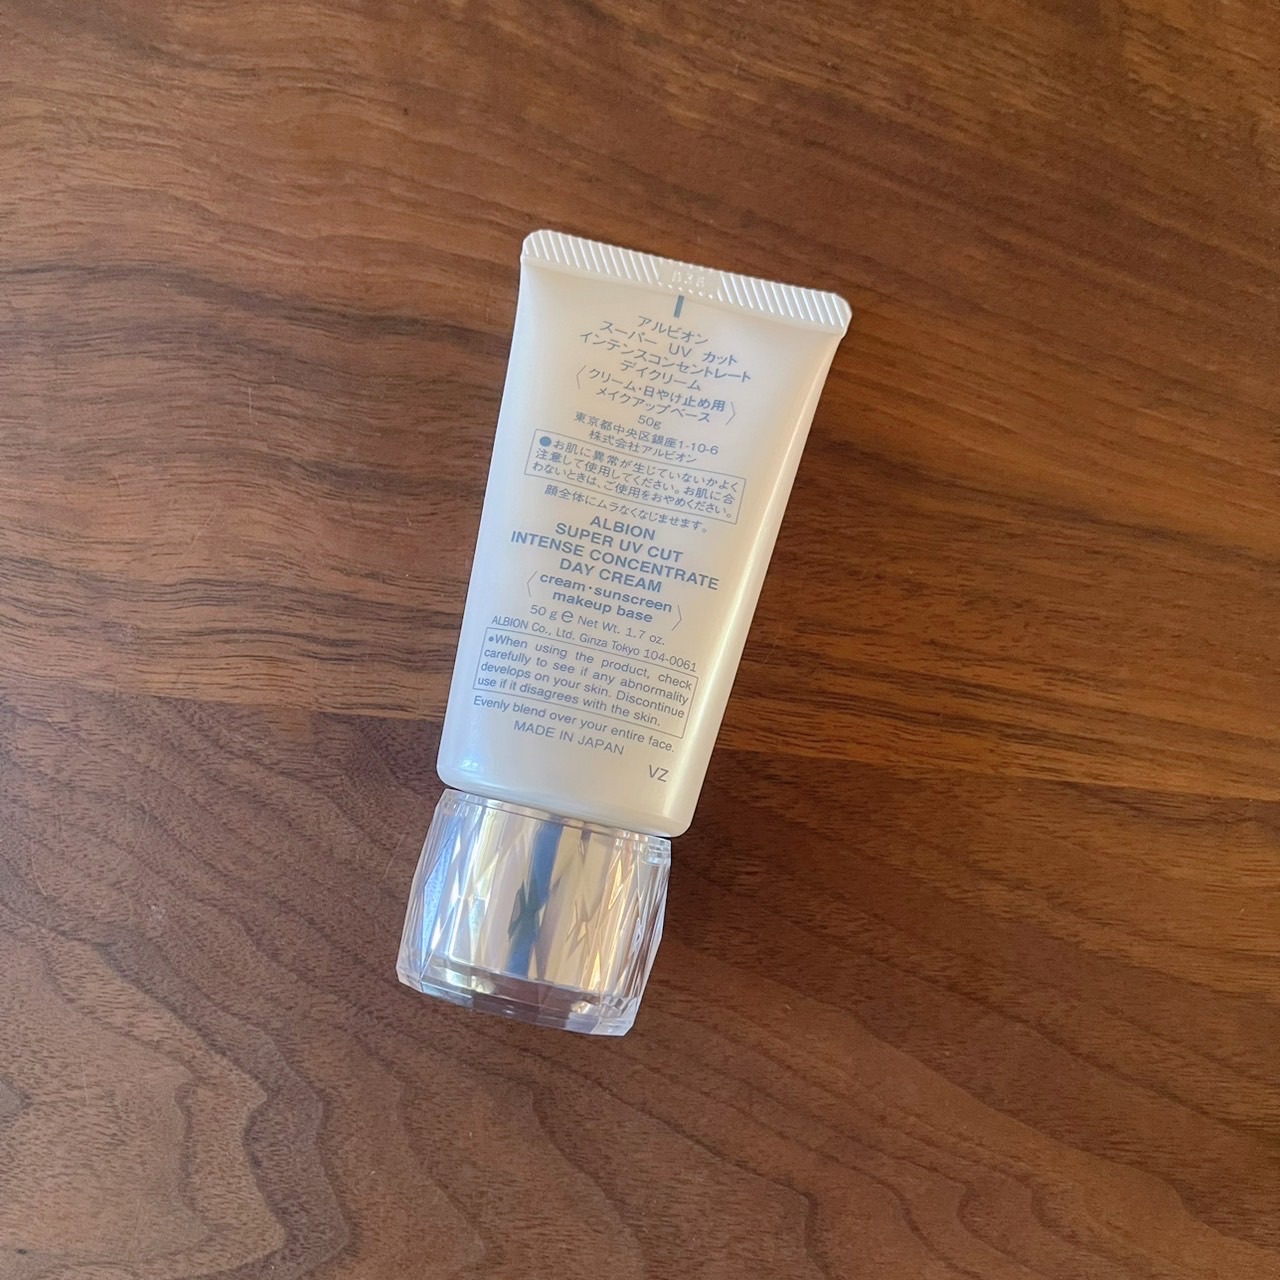 アルビオン
スーパー UV カット
インテンスコンセントレート
デイクリーム
〈クリーム・日やけ止め用
メイクアップベース〉
50g
東京都中央区銀座1-10-6
株式会社アルビオン
●お肌に異常が生じていないかよく
注意して使用してください。お肌に合
わないときは、ご使用をおやめください。
顔全体にムラなくなじませます。
ALBION
SUPER UV CUT
INTENSE CONCENTRATE
DAY CREAM
〈cream・sunscreen
makeup base〉
50 g ℮ Net Wt. 1.7 oz.
ALBION Co., Ltd. Ginza Tokyo 104-0061
●When using the product, check
carefully to see if any abnormality
develops on your skin. Discontinue
use if it disagrees with the skin.
Evenly blend over your entire face.
MADE IN JAPAN
VZ